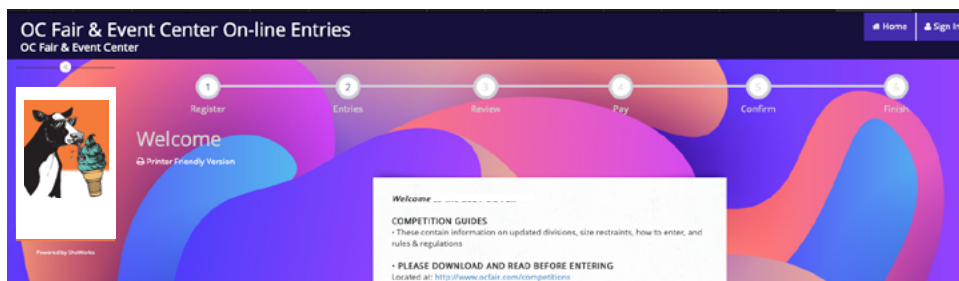 OC Fair & Event Center On-line Entries
OC Fair & Event Center
Home
Sign In
1
2
3
4
5
6
Register
Entries
Review
Pay
Confirm
Finish
Welcome
Printer Friendly Version
Powered by ShoWorks
Welcome
COMPETITION GUIDES
• These contain information on updated divisions, size restraints, how to enter, and
rules & regulations
• PLEASE DOWNLOAD AND READ BEFORE ENTERING
Located at: http://www.ocfair.com/competitions